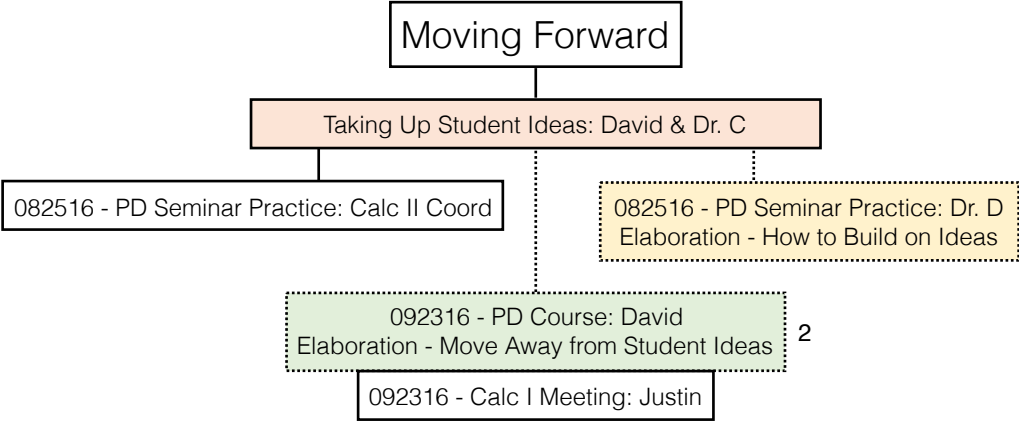 Moving Forward
Taking Up Student Ideas: David & Dr. C
082516 - PD Seminar Practice: Calc II Coord
082516 - PD Seminar Practice: Dr. D
Elaboration - How to Build on Ideas
092316 - PD Course: David
Elaboration - Move Away from Student Ideas
2
092316 - Calc I Meeting: Justin